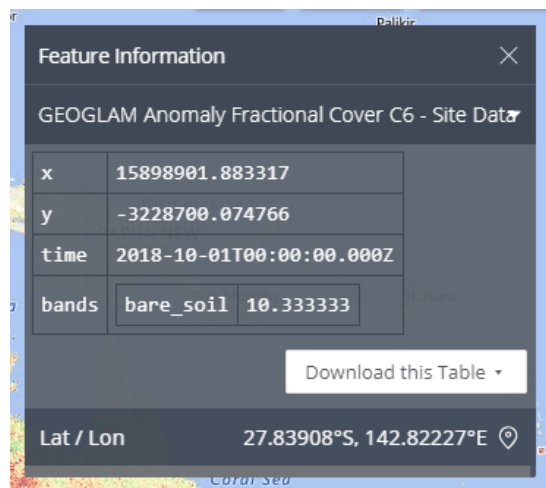 Palikir
Feature Information
GEOGLAM Anomaly Fractional Cover C6 - Site Data
x 15898901.883317
y -3228700.074766
time 2018-10-01T00:00:00.000Z
bands bare_soil 10.333333
Download this Table
Lat / Lon 27.83908°S, 142.82227°E
Coral Sea